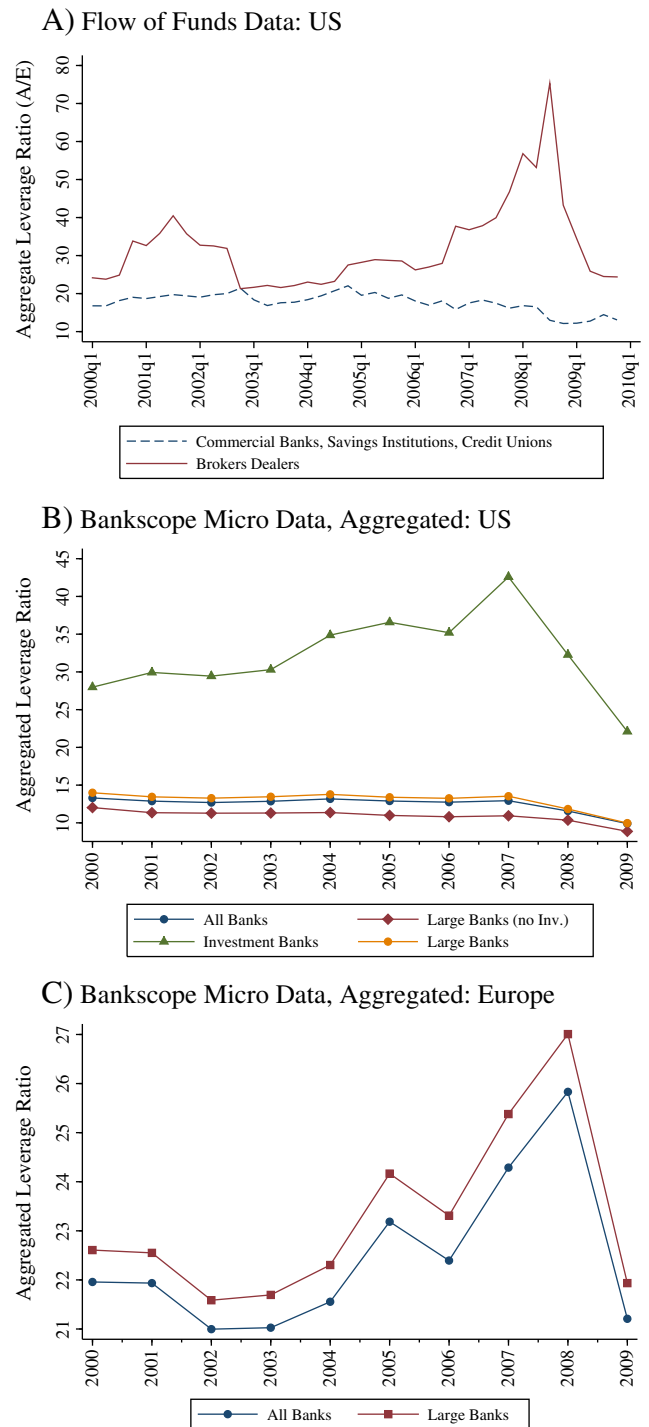 A) Flow of Funds Data: US
Aggregate Leverage Ratio (A/E)
80
70
60
50
40
30
20
10
2000q1
2001q1
2002q1
2003q1
2004q1
2005q1
2006q1
2007q1
2008q1
2009q1
2010q1
Commercial Banks, Savings Institutions, Credit Unions
Brokers Dealers
B) Bankscope Micro Data, Aggregated: US
Aggregated Leverage Ratio
45
40
35
30
25
20
15
10
2000
2001
2002
2003
2004
2005
2006
2007
2008
2009
All Banks
Large Banks (no Inv.)
Investment Banks
Large Banks
C) Bankscope Micro Data, Aggregated: Europe
Aggregated Leverage Ratio
27
26
25
24
23
22
21
2000
2001
2002
2003
2004
2005
2006
2007
2008
2009
All Banks
Large Banks